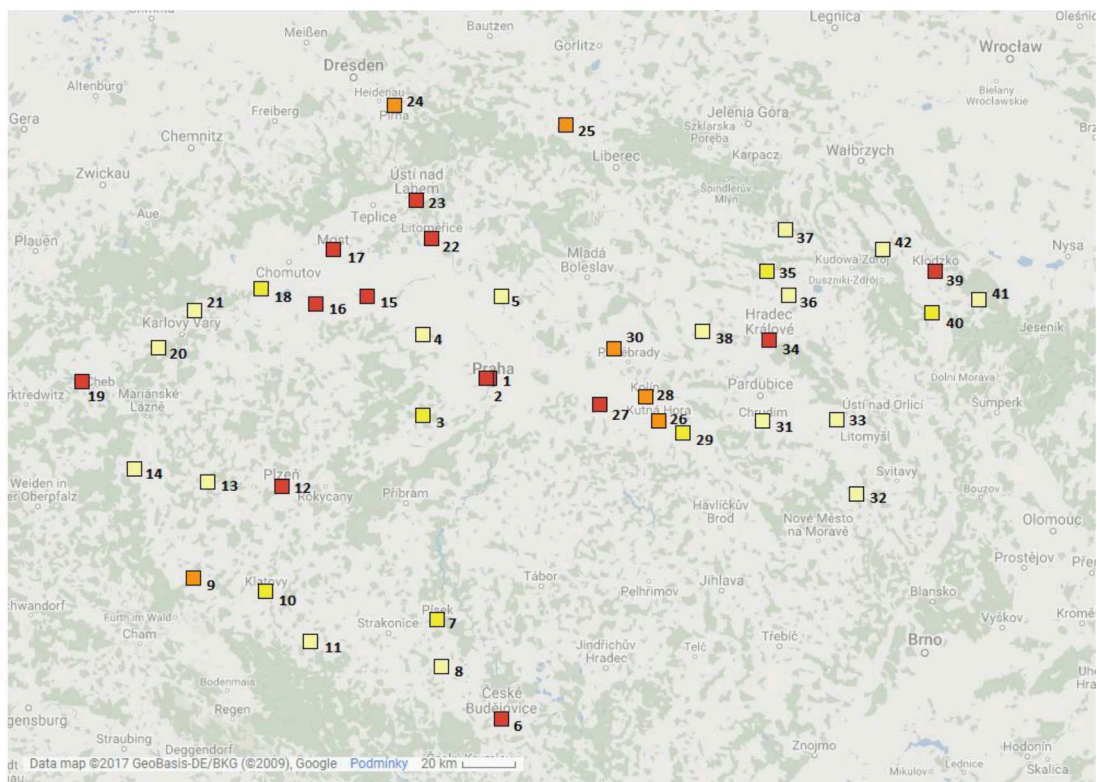 Meißen
Bautzen
Legnica
Oleśnic
Görlitz
Wrocław
Dresden
Altenburg
Heidenau
24
Pirna
Bielany
Wrocławskie
Gera
Freiberg
Jelenia Góra
Chemnitz
25
Szklarska
Poręba
Liberec
Karpacz
Wałbrzych
Zwickau
Ústí nad
Labem
Špindlerův
Mlýn
Aue
23
Teplice
Litoměřice
37
Plauen
Most
22
Mladá
Boleslav
42
Nysa
17
Chomutov
35
Kudowa-Zdrój
Kłodzko
Duszniki-Zdrój
18
5
39
41
21
16
15
36
Hradec
Králové
40
Karlovy Vary
4
38
Jeseník
20
30
34
Poděbrady
Praha
1
Dolní Morava
Cheb
19
Mariánské
Lázně
2
Kolín
28
Pardubice
Šumperk
Kutná Hora
27
26
Chrudim
Ústí nad Orlicí
3
29
31
33
Litomyšl
14
Plzeň
Svitavy
Weiden in
er Oberpfalz
13
12
Rokycany
Příbram
Bouzov
32
Havlíčkův
Brod
Nové Město
na Moravě
Olomouc
Prostějov
9
Klatovy
Tábor
Pelhřimov
Jihlava
Blansko
10
chwandorf
Furth im Wald
Písek
Vyškov
Cham
Strakonice
7
Jindřichův
Hradec
Telč
Třebíč
Brno
11
8
Bodenmais
České
Budějovice
Regen
6
gensburg
Straubing
Deggendorf
Znojmo
Hodonín
Mikulov
Lednice
Skalica
Data map ©2017 GeoBasis-DE/BKG (©2009), Google Podmínky 20 km